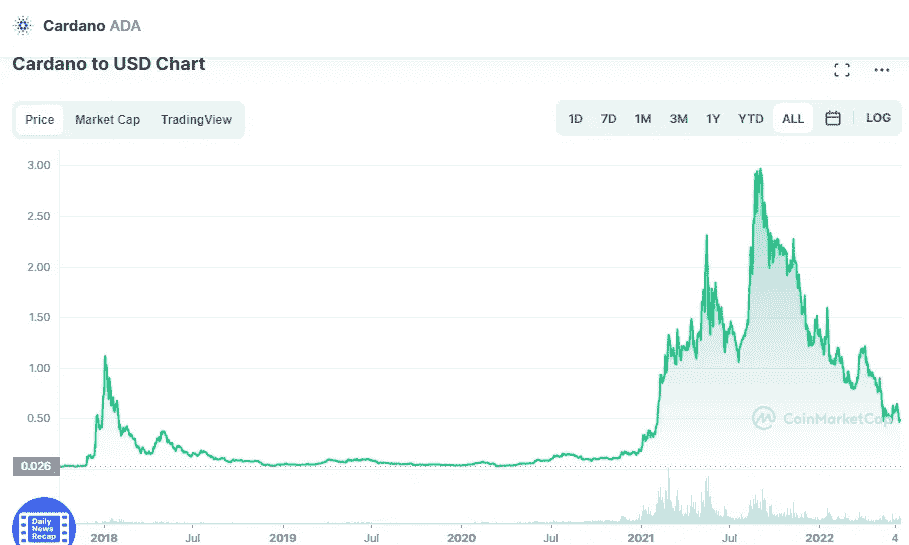 Cardano ADA
Cardano to USD Chart
Price Market Cap TradingView
1D 7D 1M 3M 1Y YTD ALL LOG
3.00
2.50
2.00
1.50
1.00
0.50
0.026
CoinMarketCap
Daily
News
Recap
2018 Jul 2019 Jul 2020 Jul 2021 Jul 2022 4